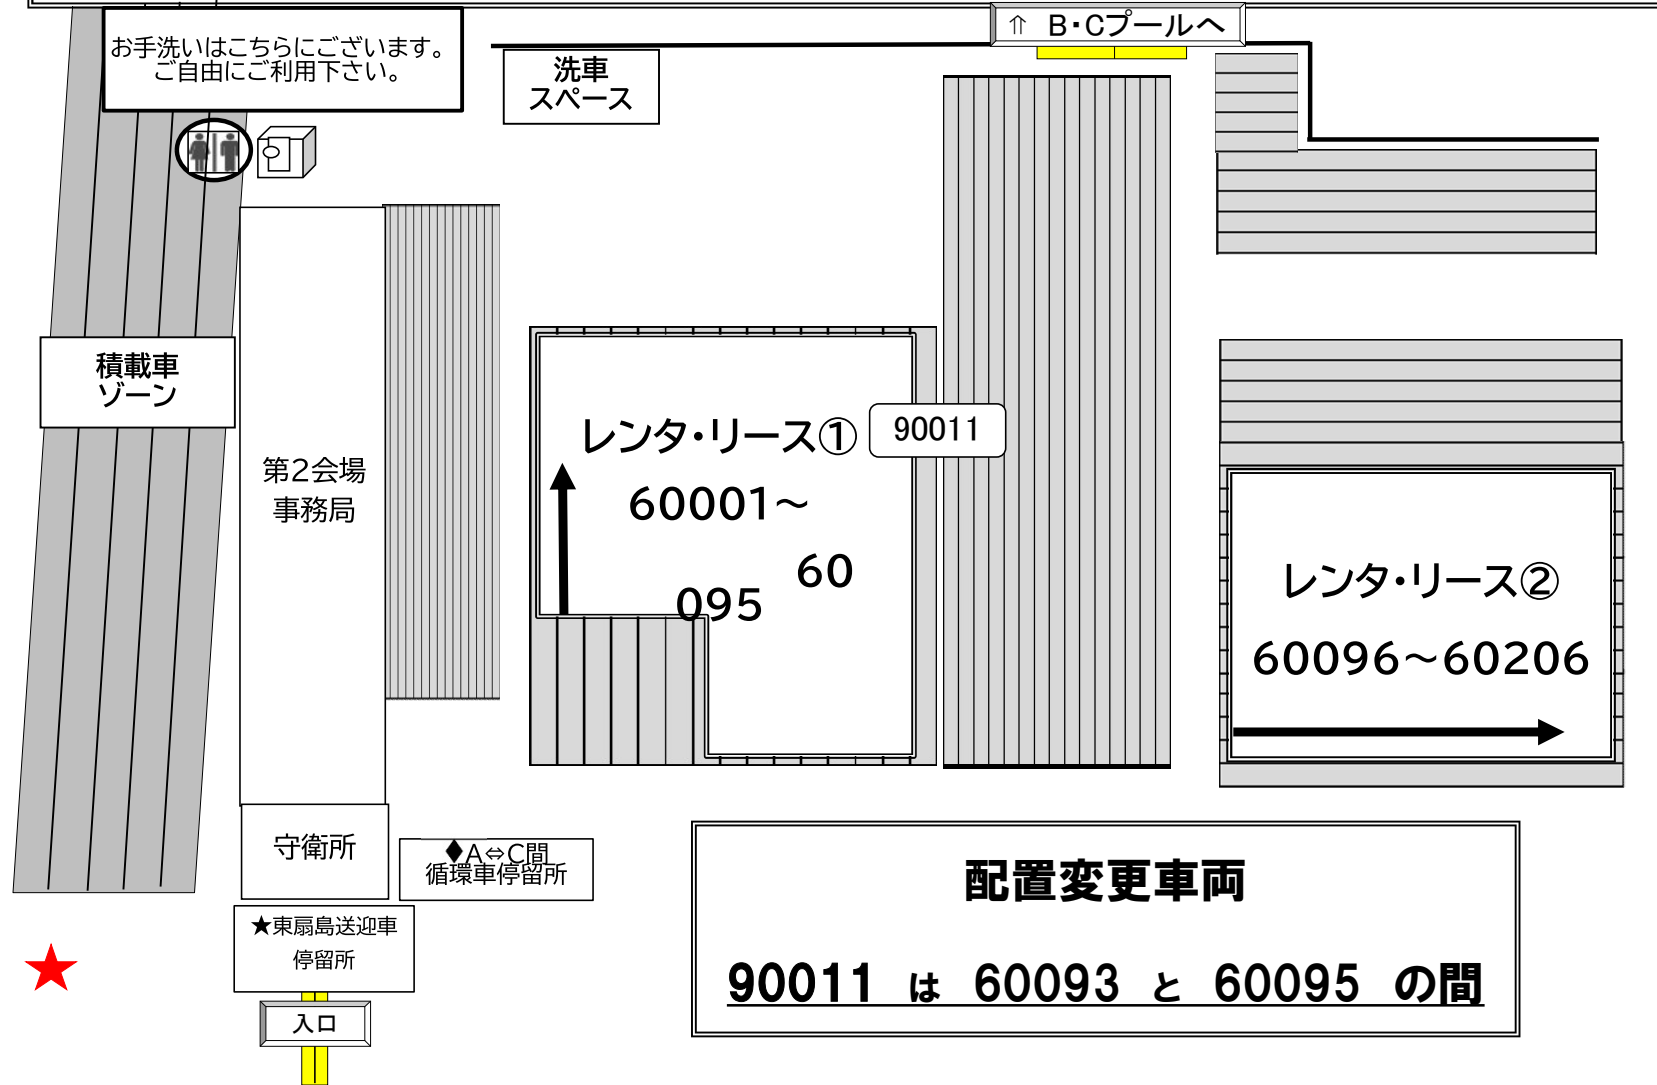 ⇑ B・Cプールへ
お手洗いはこちらにございます。
ご自由にご利用下さい。
洗車
スペース
積載車
ゾーン
第2会場
事務局
レンタ・リース①
90011
60001～
60
095
レンタ・リース②
60096～60206
守衛所
♦A⇔C間
循環車停留所
★東扇島送迎車
停留所
入口
配置変更車両
90011 は 60093 と 60095 の間